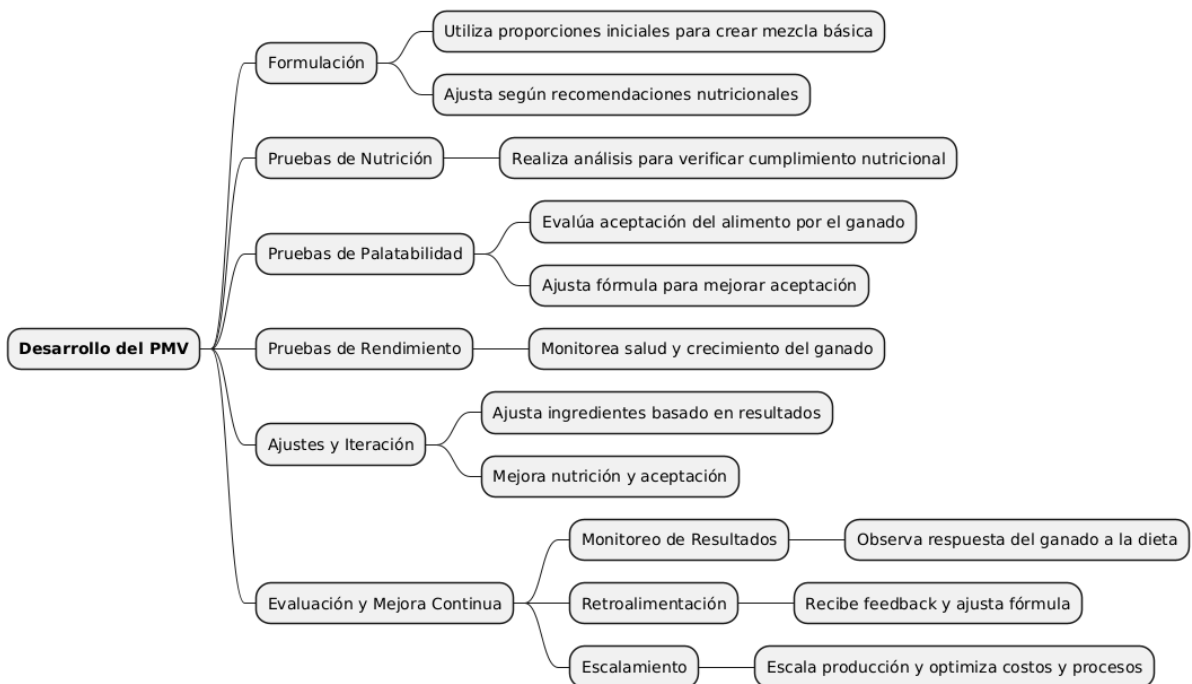 Desarrollo del PMV
Formulación
Utiliza proporciones iniciales para crear mezcla básica
Ajusta según recomendaciones nutricionales
Pruebas de Nutrición
Realiza análisis para verificar cumplimiento nutricional
Pruebas de Palatabilidad
Evalúa aceptación del alimento por el ganado
Ajusta fórmula para mejorar aceptación
Pruebas de Rendimiento
Monitorea salud y crecimiento del ganado
Ajustes y Iteración
Ajusta ingredientes basado en resultados
Mejora nutrición y aceptación
Evaluación y Mejora Continua
Monitoreo de Resultados
Observa respuesta del ganado a la dieta
Retroalimentación
Recibe feedback y ajusta fórmula
Escalamiento
Escala producción y optimiza costos y procesos